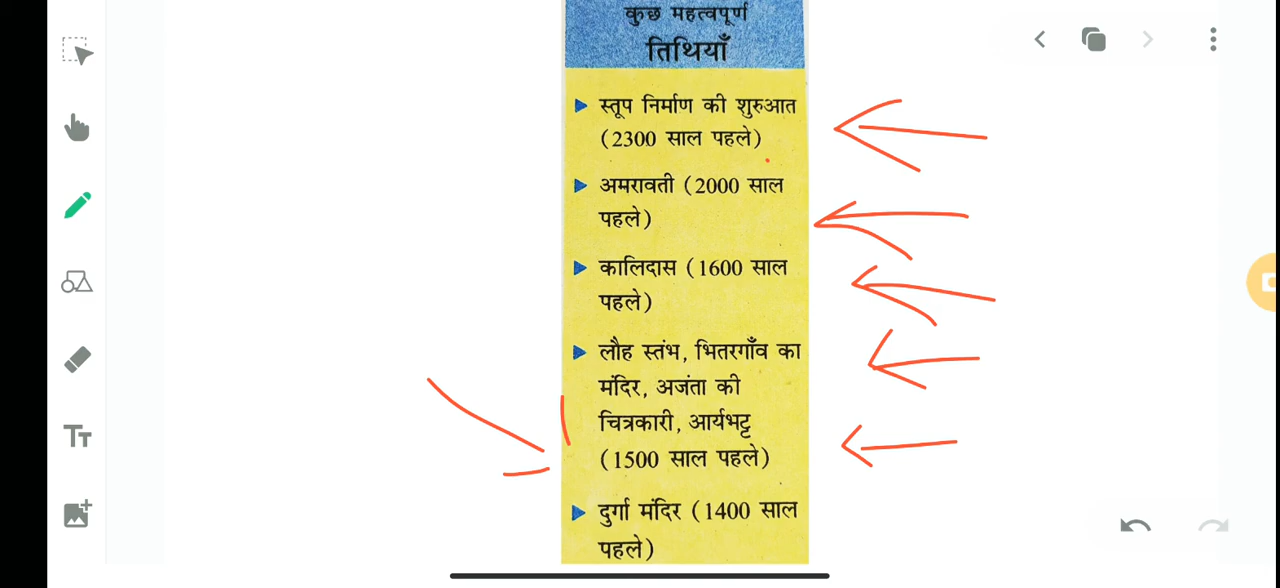 कुछ महत्वपूर्ण
तिथियाँ
स्तूप निर्माण की शुरुआत
(2300 साल पहले)
अमरावती (2000 साल
पहले)
कालिदास (1600 साल
पहले)
लौह स्तंभ, भितरगाँव का
मंदिर, अजंता की
चित्रकारी, आर्यभट्ट
(1500 साल पहले)
दुर्गा मंदिर (1400 साल
पहले)
TT